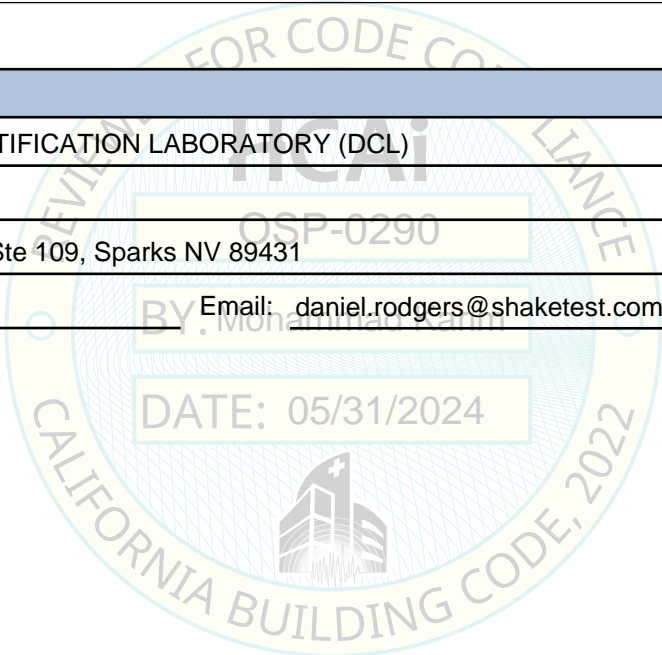 FOR CODE
TIFICATION LABORATORY (DCL)
HCAi
OSP-0290
Ste 109, Sparks NV 89431
Email: daniel.rodgers@shaketest.com
BY: Mohammad Karim
DATE: 05/31/2024
CALIFORNIA BUILDING CODE, 2022